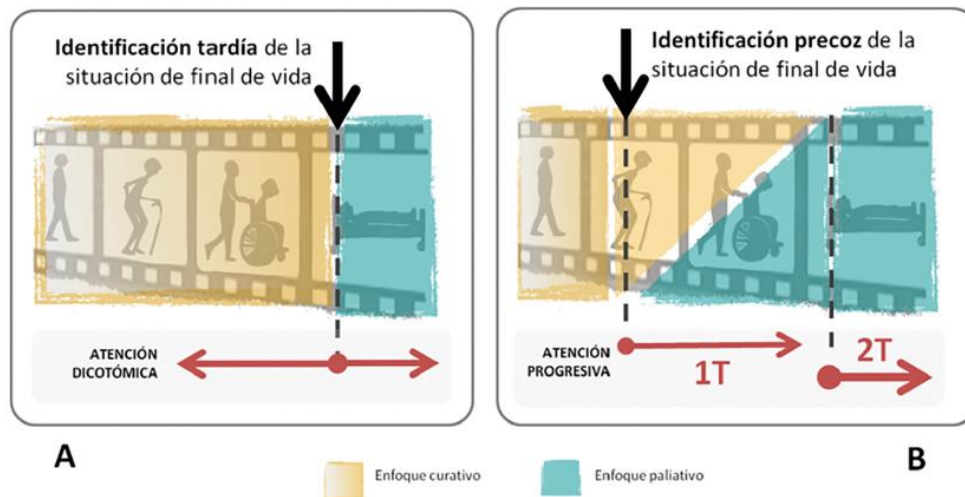 Identificación tardía de la
situación de final de vida
ATENCIÓN
DICOTÓMICA
A
Identificación precoz de la
situación de final de vida
ATENCIÓN
PROGRESIVA
1T
2T
B
Enfoque curativo
Enfoque paliativo